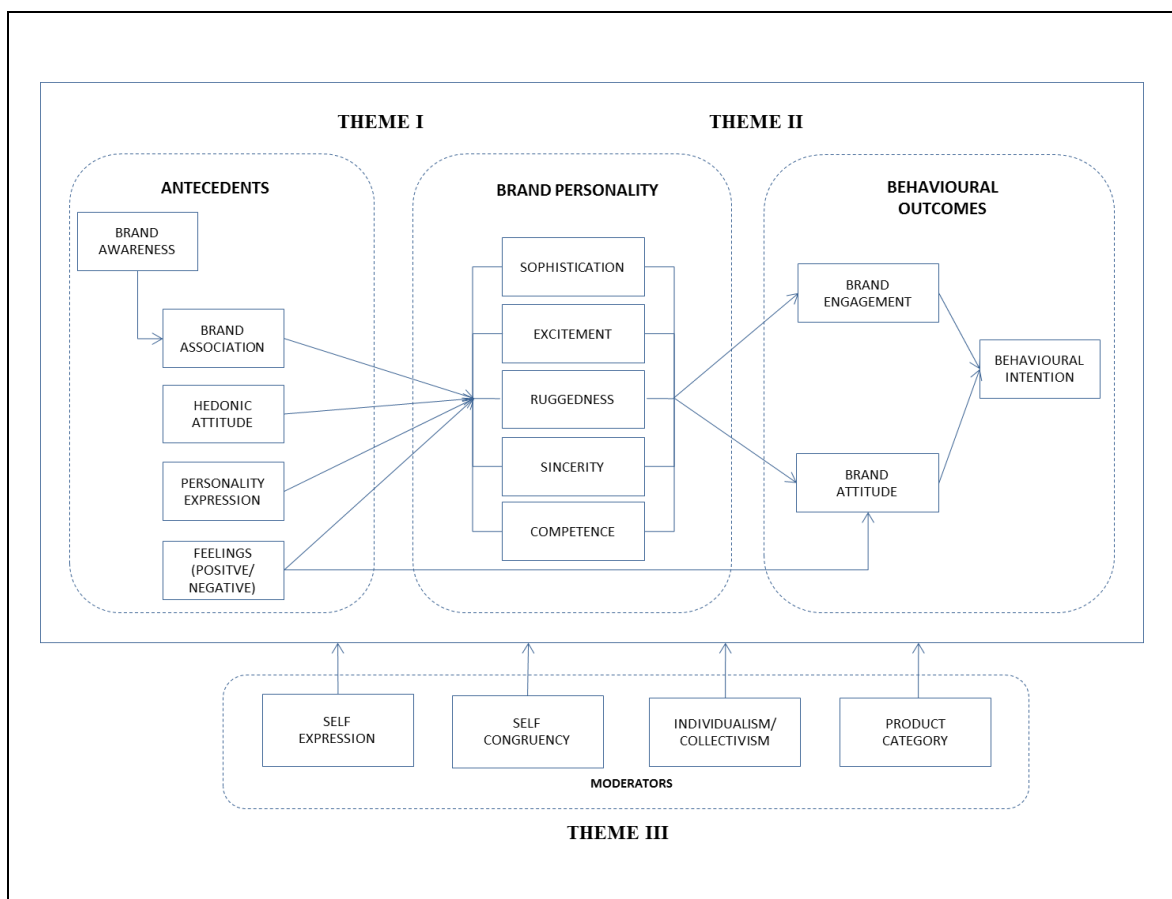 THEME I
THEME II
ANTECEDENTS
BRAND
AWARENESS
BRAND
ASSOCIATION
HEDONIC
ATTITUDE
PERSONALITY
EXPRESSION
FEELINGS
(POSITVE/
NEGATIVE)
BRAND PERSONALITY
SOPHISTICATION
EXCITEMENT
RUGGEDNESS
SINCERITY
COMPETENCE
BEHAVIOURAL
OUTCOMES
BRAND
ENGAGEMENT
BRAND
ATTITUDE
BEHAVIOURAL
INTENTION
SELF
EXPRESSION
SELF
CONGRUENCY
INDIVIDUALISM/
COLLECTIVISM
PRODUCT
CATEGORY
MODERATORS
THEME III